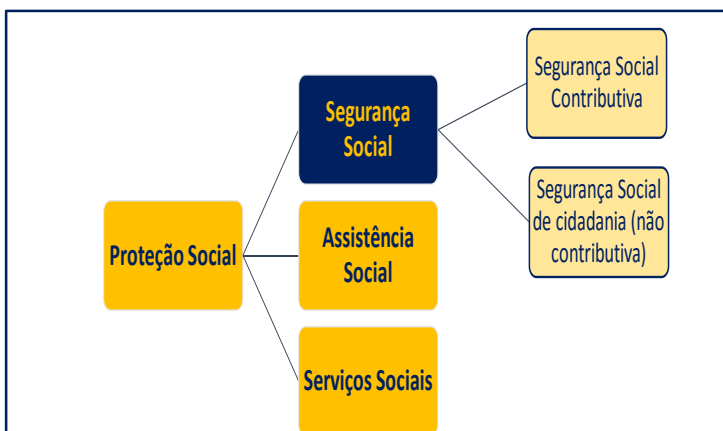 Segurança Social
Contributiva
Segurança
Social
Segurança Social
de cidadania (não
contributiva)
Proteção Social
Assistência
Social
Serviços Sociais